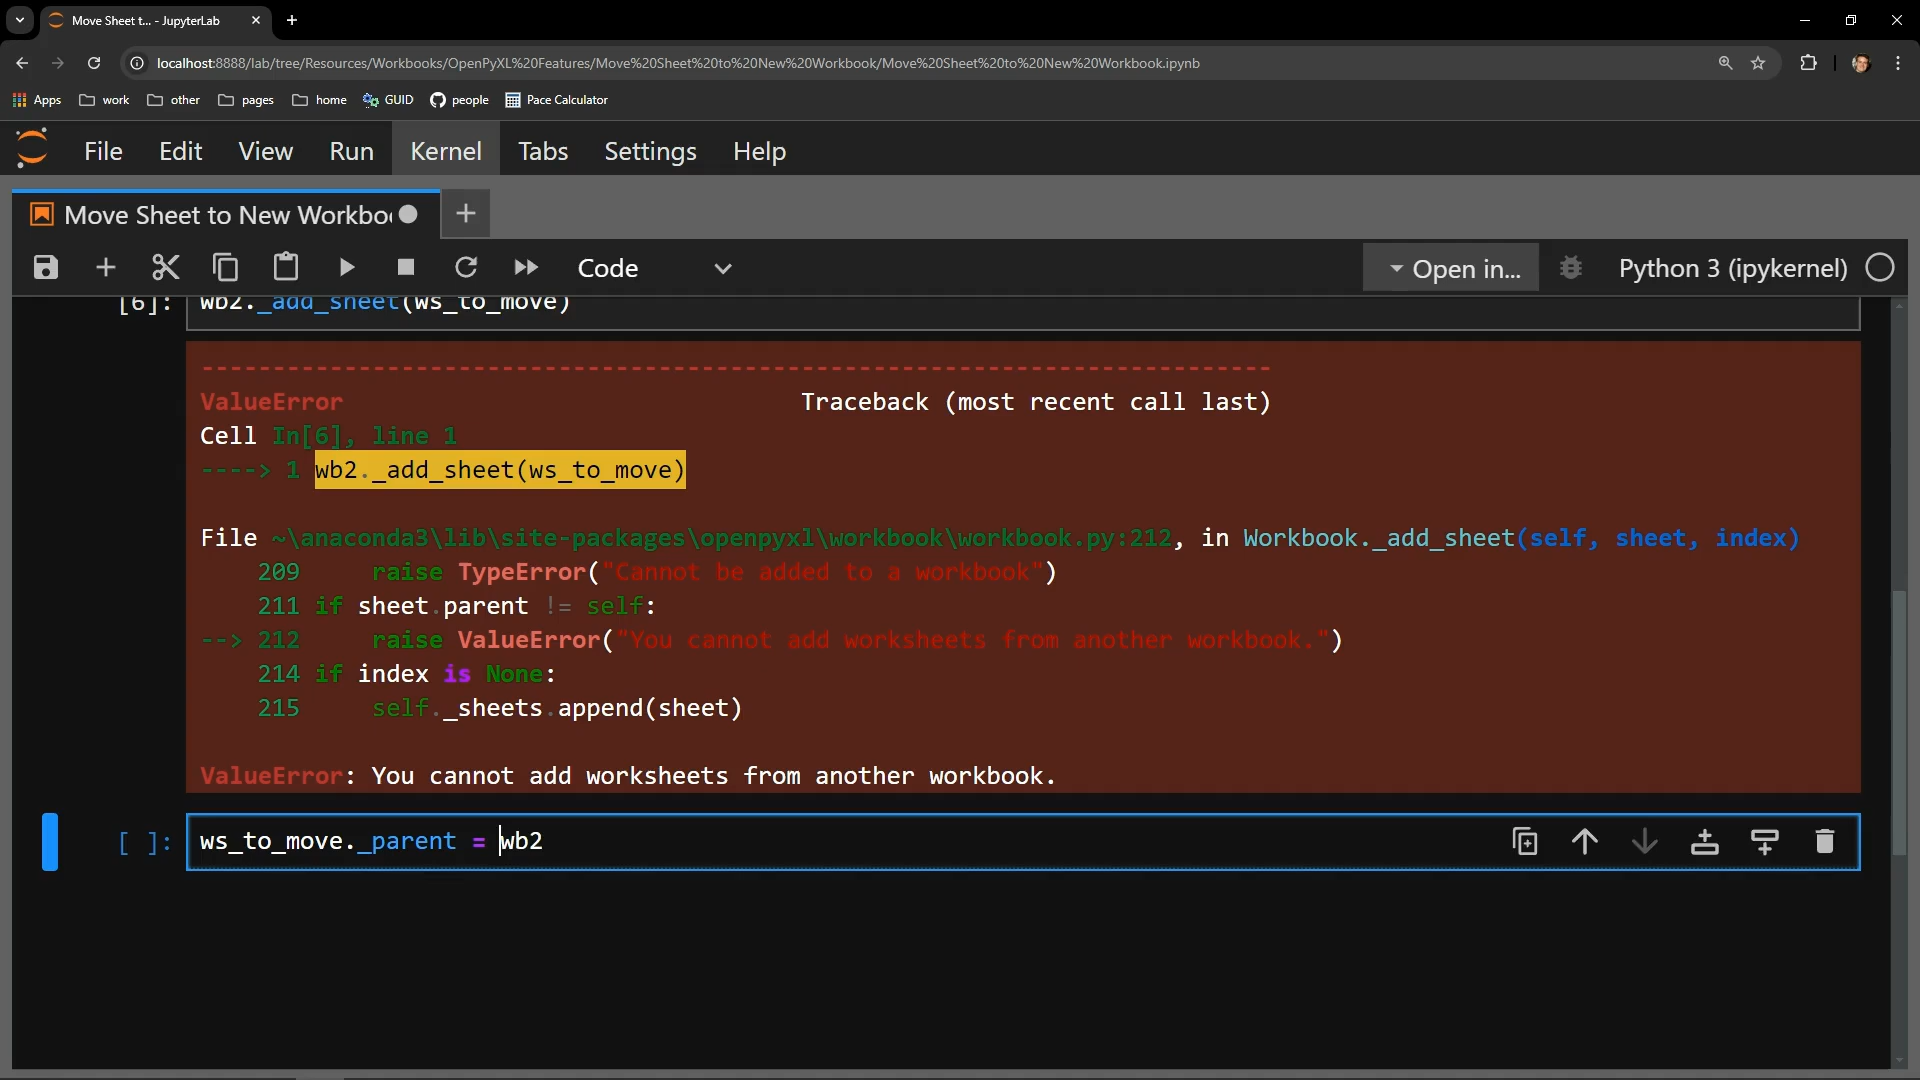 Move Sheet t... - JupyterLab
localhost:8888/lab/tree/Resources/Workbooks/OpenPyXL%20Features/Move%20Sheet%20to%20New%20Workbook/Move%20Sheet%20to%20New%20Workbook.ipynb
Apps work other pages home GUID people Pace Calculator
File Edit View Run Kernel Tabs Settings Help
Move Sheet to New Workboo
Code Open in... Python 3 (ipykernel)
[6]: wb2._add_sheet(ws_to_move)
---------------------------------------------------------------------------
ValueError Traceback (most recent call last)
Cell In[6], line 1
----> 1 wb2._add_sheet(ws_to_move)
File ~\anaconda3\lib\site-packages\openpyxl\workbook\workbook.py:212, in Workbook._add_sheet(self, sheet, index)
209 raise TypeError("Cannot be added to a workbook")
211 if sheet.parent != self:
--> 212 raise ValueError("You cannot add worksheets from another workbook.")
214 if index is None:
215 self._sheets.append(sheet)
ValueError: You cannot add worksheets from another workbook.
[ ]: ws_to_move._parent = wb2